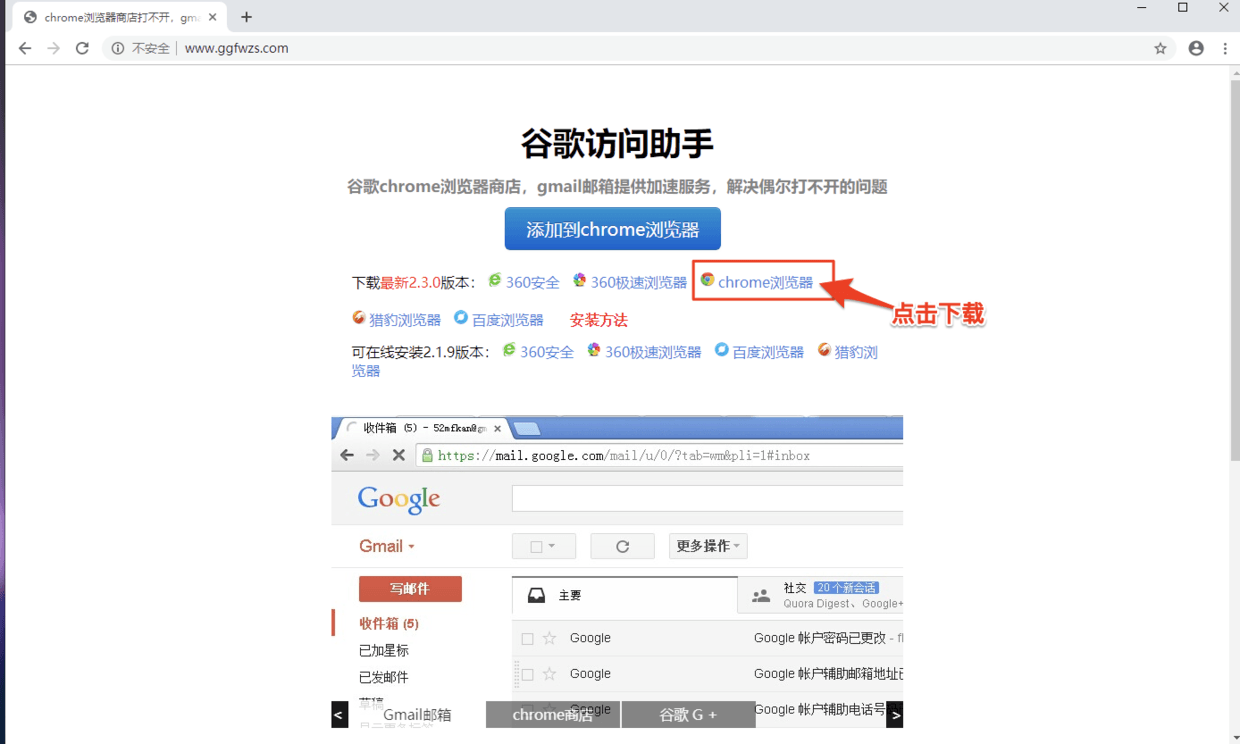 chrome浏览器商店打不开，gm
不安全 www.ggfwzs.com
谷歌访问助手
谷歌chrome浏览器商店，gmail邮箱提供加速服务，解决偶尔打不开的问题
添加到chrome浏览器
下载最新2.3.0版本： 360安全 360极速浏览器 chrome浏览器
点击下载
猎豹浏览器 百度浏览器 安装方法
可在线安装2.1.9版本： 360安全 360极速浏览器 百度浏览器 猎豹浏
览器
收件箱 (5) - 52mfkan@gm
https://mail.google.com/mail/u/0/?tab=wm&pli=1#inbox
Google
Gmail
更多操作
写邮件
主要
社交 20 个新会话
Quora Digest、Google+
收件箱 (5)
Google Google 帐户密码已更改 - fl
已加星标
已发邮件
Google Google 帐户辅助邮箱地址已
草稿
Google Google 帐户辅助电话号码
< Gmail邮箱 chrome商店 谷歌 G + >